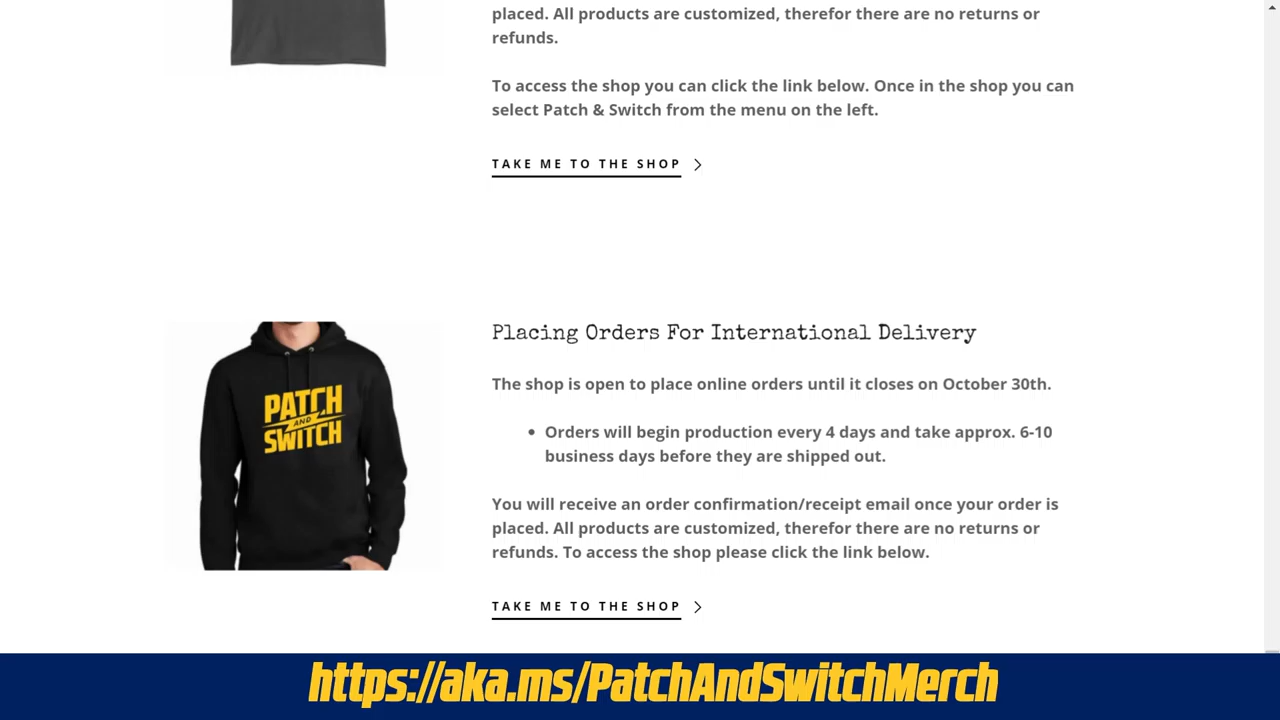 placed. All products are customized, therefor there are no returns or
refunds.
To access the shop you can click the link below. Once in the shop you can
select Patch & Switch from the menu on the left.
TAKE ME TO THE SHOP
Placing Orders For International Delivery
The shop is open to place online orders until it closes on October 30th.
• Orders will begin production every 4 days and take approx. 6-10
business days before they are shipped out.
You will receive an order confirmation/receipt email once your order is
placed. All products are customized, therefor there are no returns or
refunds. To access the shop please click the link below.
TAKE ME TO THE SHOP
PATCH
AND
SWITCH
https://aka.ms/PatchAndSwitchMerch